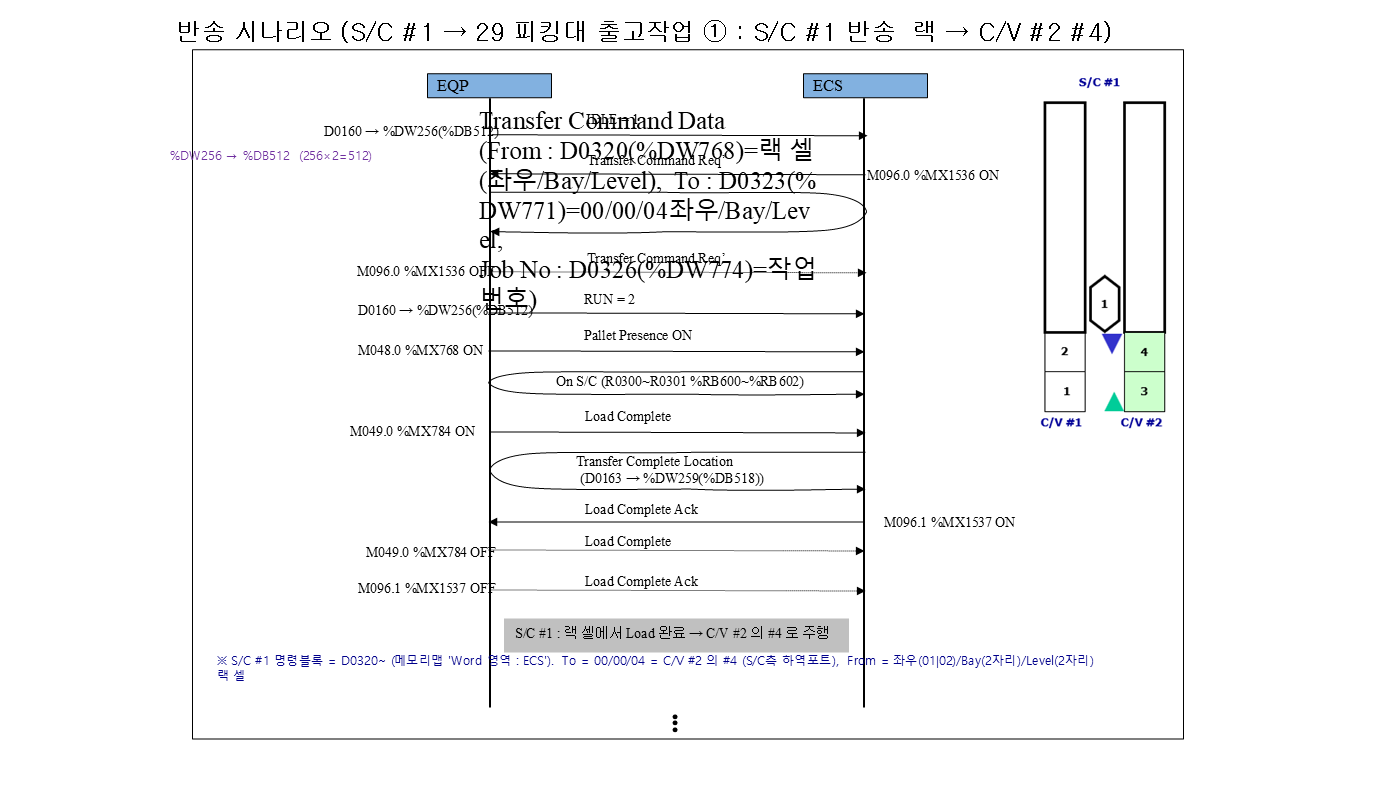 반송 시나리오 (S/C #1 → 29 피킹대 출고작업 ① : S/C #1 반송 랙 → C/V #2 #4)
EQP
ECS
S/C #1
IDLE = 1
D0160 → %DW256(%DB512)
%DW256 → %DB512 (256×2=512)
Transfer Command Data
(From : D0320(%DW768)=랙 셀
(좌우/Bay/Level), To : D0323(%
DW771)=00/00/04좌우/Bay/Lev
el,
Job No : D0326(%DW774)=작업
번호)
Transfer Command Req'
M096.0 %MX1536 ON
Transfer Command Req'
M096.0 %MX1536 OFF
RUN = 2
D0160 → %DW256(%DB512)
Pallet Presence ON
M048.0 %MX768 ON
On S/C (R0300~R0301 %RB600~%RB602)
Load Complete
M049.0 %MX784 ON
Transfer Complete Location
(D0163 → %DW259(%DB518))
Load Complete Ack
M096.1 %MX1537 ON
Load Complete
M049.0 %MX784 OFF
Load Complete Ack
M096.1 %MX1537 OFF
1
2
4
1
3
C/V #1
C/V #2
S/C #1 : 랙 셀에서 Load 완료 → C/V #2 의 #4 로 주행
※ S/C #1 명령블록 = D0320~ (메모리맵 'Word 영역 : ECS'). To = 00/00/04 = C/V #2 의 #4 (S/C측 하역포트), From = 좌우(01|02)/Bay(2자리)/Level(2자리)
랙 셀